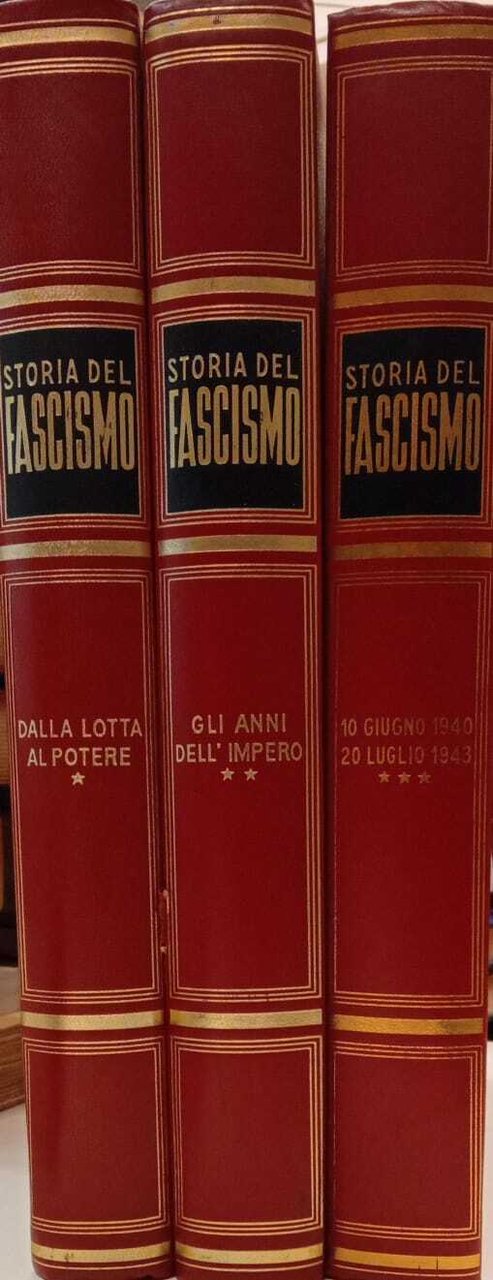 STORIA DEL
FASCISMO
DALLA LOTTA
AL POTERE
STORIA DEL
FASCISMO
GLI ANNI
DELL' IMPERO
STORIA DEL
FASCISMO
10 GIUGNO 1940
20 LUGLIO 1943